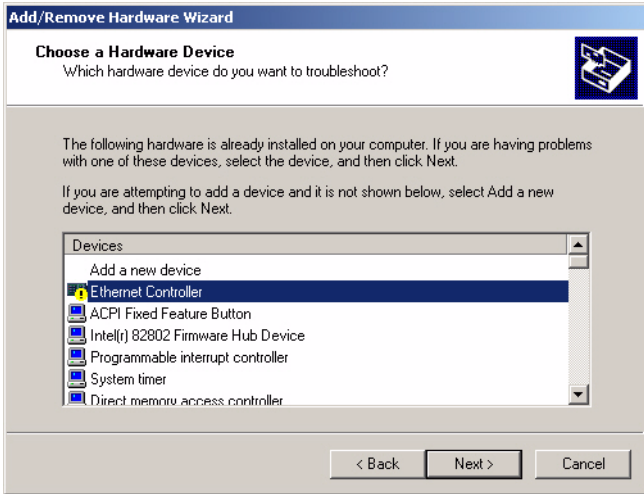 Add/Remove Hardware Wizard
Choose a Hardware Device
Which hardware device do you want to troubleshoot?
The following hardware is already installed on your computer. If you are having problems
with one of these devices, select the device, and then click Next.
If you are attempting to add a device and it is not shown below, select Add a new
device, and then click Next.
Devices
Add a new device
Ethernet Controller
ACPI Fixed Feature Button
Intel(r) 82802 Firmware Hub Device
Programmable interrupt controller
System timer
Direct memory access controller
< Back Next > Cancel